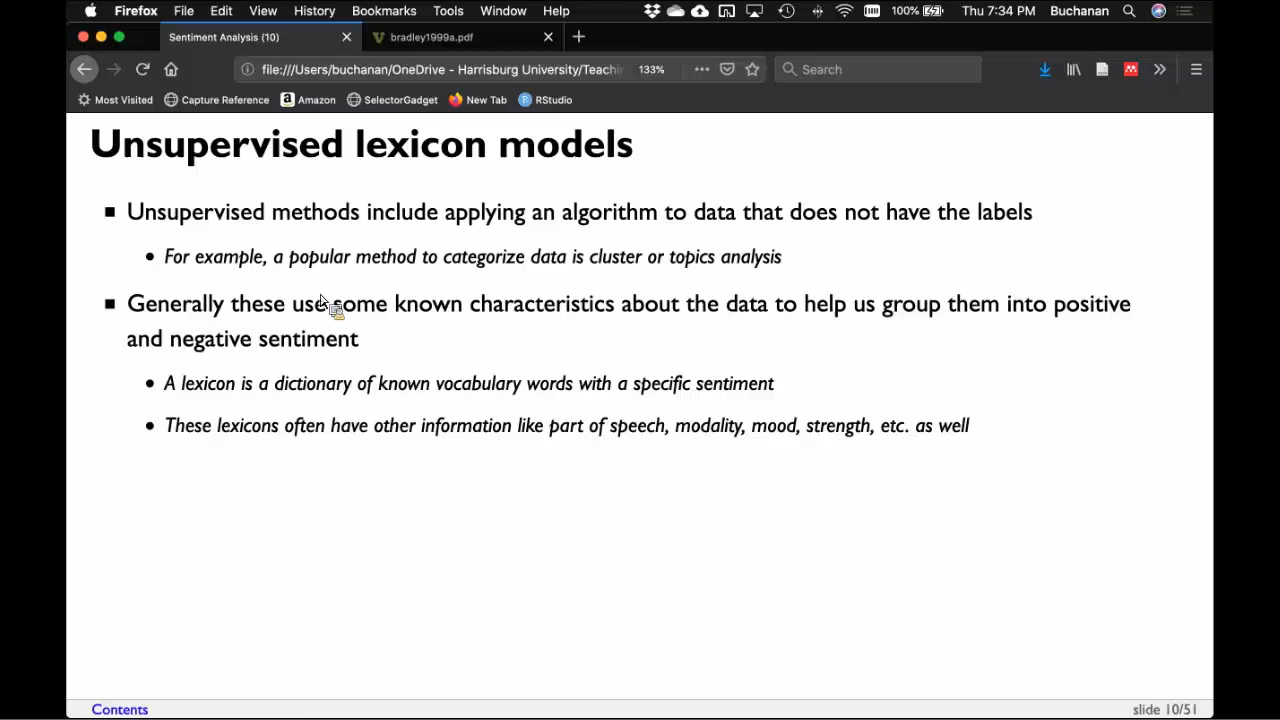 Firefox File Edit View History Bookmarks Tools Window Help 100% Thu 7:34 PM Buchanan
Sentiment Analysis (10) bradley1999a.pdf
file:///Users/buchanan/OneDrive - Harrisburg University/Teachi 133% Search
Most Visited Capture Reference Amazon SelectorGadget New Tab RStudio
Unsupervised lexicon models
Unsupervised methods include applying an algorithm to data that does not have the labels
For example, a popular method to categorize data is cluster or topics analysis
Generally these use some known characteristics about the data to help us group them into positive
and negative sentiment
A lexicon is a dictionary of known vocabulary words with a specific sentiment
These lexicons often have other information like part of speech, modality, mood, strength, etc. as well
Contents slide 10/51